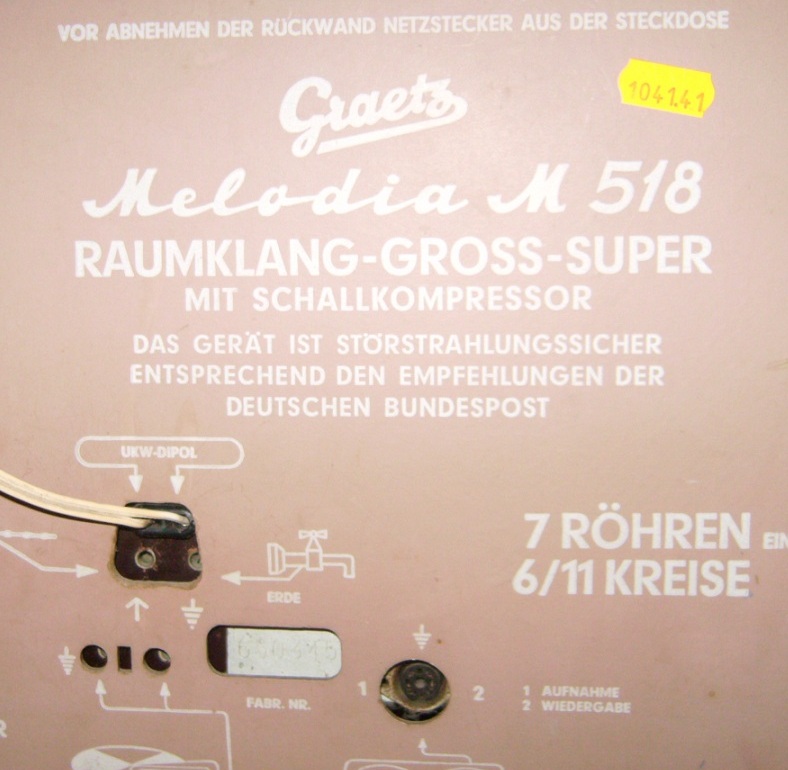 VOR ABNEHMEN DER RÜCKWAND NETZSTECKER AUS DER STECKDOSE
Graetz
1041.41
Melodia M 518
RAUMKLANG-GROSS-SUPER
MIT SCHALLKOMPRESSOR
DAS GERÄT IST STÖRSTRAHLUNGSSICHER
ENTSPRECHEND DEN EMPFEHLUNGEN DER
DEUTSCHEN BUNDESPOST
UKW-DIPOL
7 RÖHREN EIN
6/11 KREISE
ERDE
FABR. NR.
1 2
1 AUFNAHME
2 WIEDERGABE
R